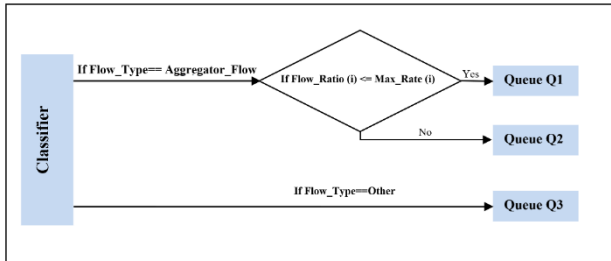 If Flow_Type== Aggregator_Flow
If Flow_Ratio (i) <= Max_Rate (i)
Yes
Queue Q1
Classifier
No
Queue Q2
If Flow_Type==Other
Queue Q3